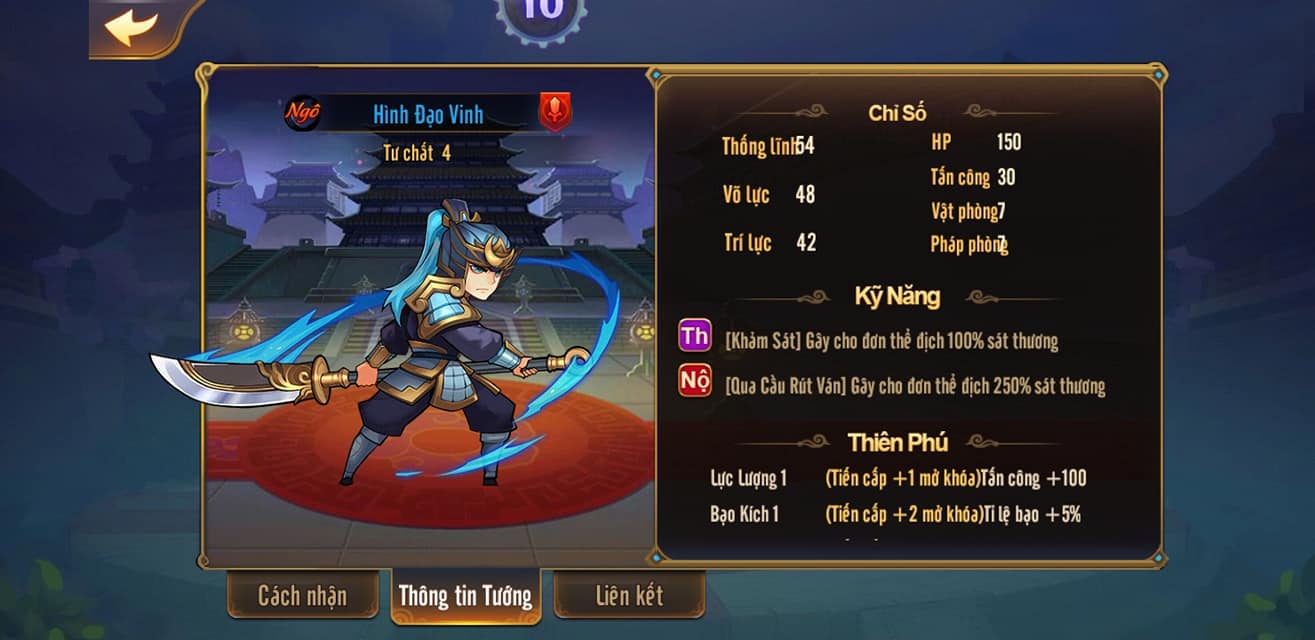 10
Ngô
Hình Đạo Vinh
Tư chất 4
Chỉ Số
Thống lĩnh 54
HP 150
Tấn công 30
Võ lực 48
Vật phòng 7
Trí lực 42
Pháp phòng 7
Kỹ Năng
Th [Khảm Sát] Gây cho đơn thể địch 100% sát thương
Nộ [Qua Cầu Rút Ván] Gây cho đơn thể địch 250% sát thương
Thiên Phú
Lực Lượng 1 (Tiến cấp +1 mở khóa)Tấn công +100
Bạo Kích 1 (Tiến cấp +2 mở khóa)Tỉ lệ bạo +5%
Cách nhận
Thông tin Tướng
Liên kết